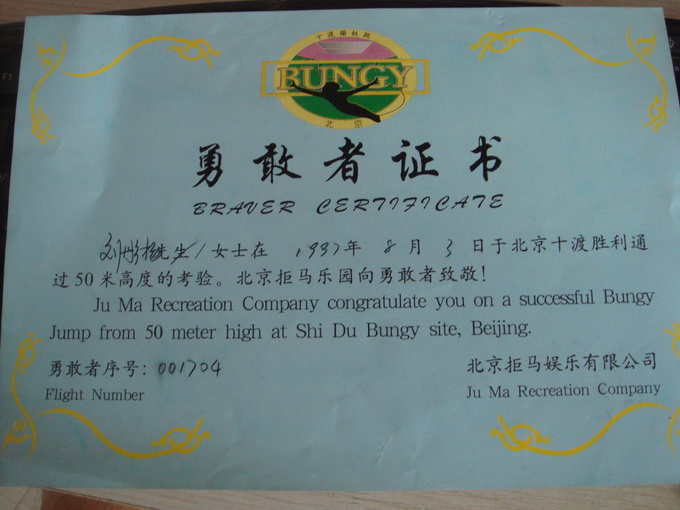 十渡蹦极跳
BUNGY
北京
勇敢者证书
BRAVER CERTIFICATE
先生/女士在 1997年 8月3日于北京十渡胜利通
过50米高度的考验。北京拒马乐园向勇敢者致敬!
Ju Ma Recreation Company congratulate you on a successful Bungy
Jump from 50 meter high at Shi Du Bungy site, Beijing.
勇敢者序号: 001704
北京拒马娱乐有限公司
Flight Number
Ju Ma Recreation Company